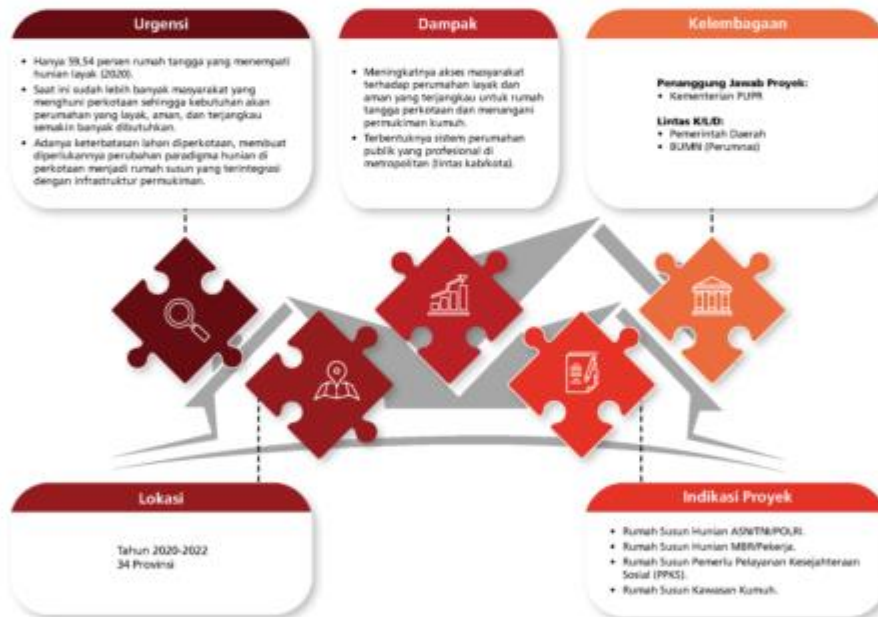 Urgensi
• Hanya 59,54 persen rumah tangga yang menempati
hunian layak (2020).
• Saat ini sudah lebih banyak masyarakat yang
menghuni perkotaan sehingga kebutuhan akan
perumahan yang layak, aman, dan terjangkau
semakin banyak dibutuhkan.
• Adanya keterbatasan lahan diperkotaan, membuat
diperlukannya perubahan paradigma hunian di
perkotaan menjadi rumah susun yang terintegrasi
dengan infrastruktur permukiman.
Dampak
• Meningkatnya akses masyarakat
terhadap perumahan layak dan
aman yang terjangkau untuk rumah
tangga perkotaan dan menangani
permukiman kumuh.
• Terbentuknya sistem perumahan
publik yang profesional di
metropolitan (lintas kab/kota).
Kelembagaan
Penanggung Jawab Proyek:
• Kementerian PUPR
Lintas K/L/D:
• Pemerintah Daerah
• BUMN (Perumnas)
Lokasi
Tahun 2020-2022
34 Provinsi
Indikasi Proyek
• Rumah Susun Hunian ASN/TNI/POLRI.
• Rumah Susun Hunian MBR/Pekerja.
• Rumah Susun Pemerlu Pelayanan Kesejahteraan
Sosial (PPKS).
• Rumah Susun Kawasan Kumuh.